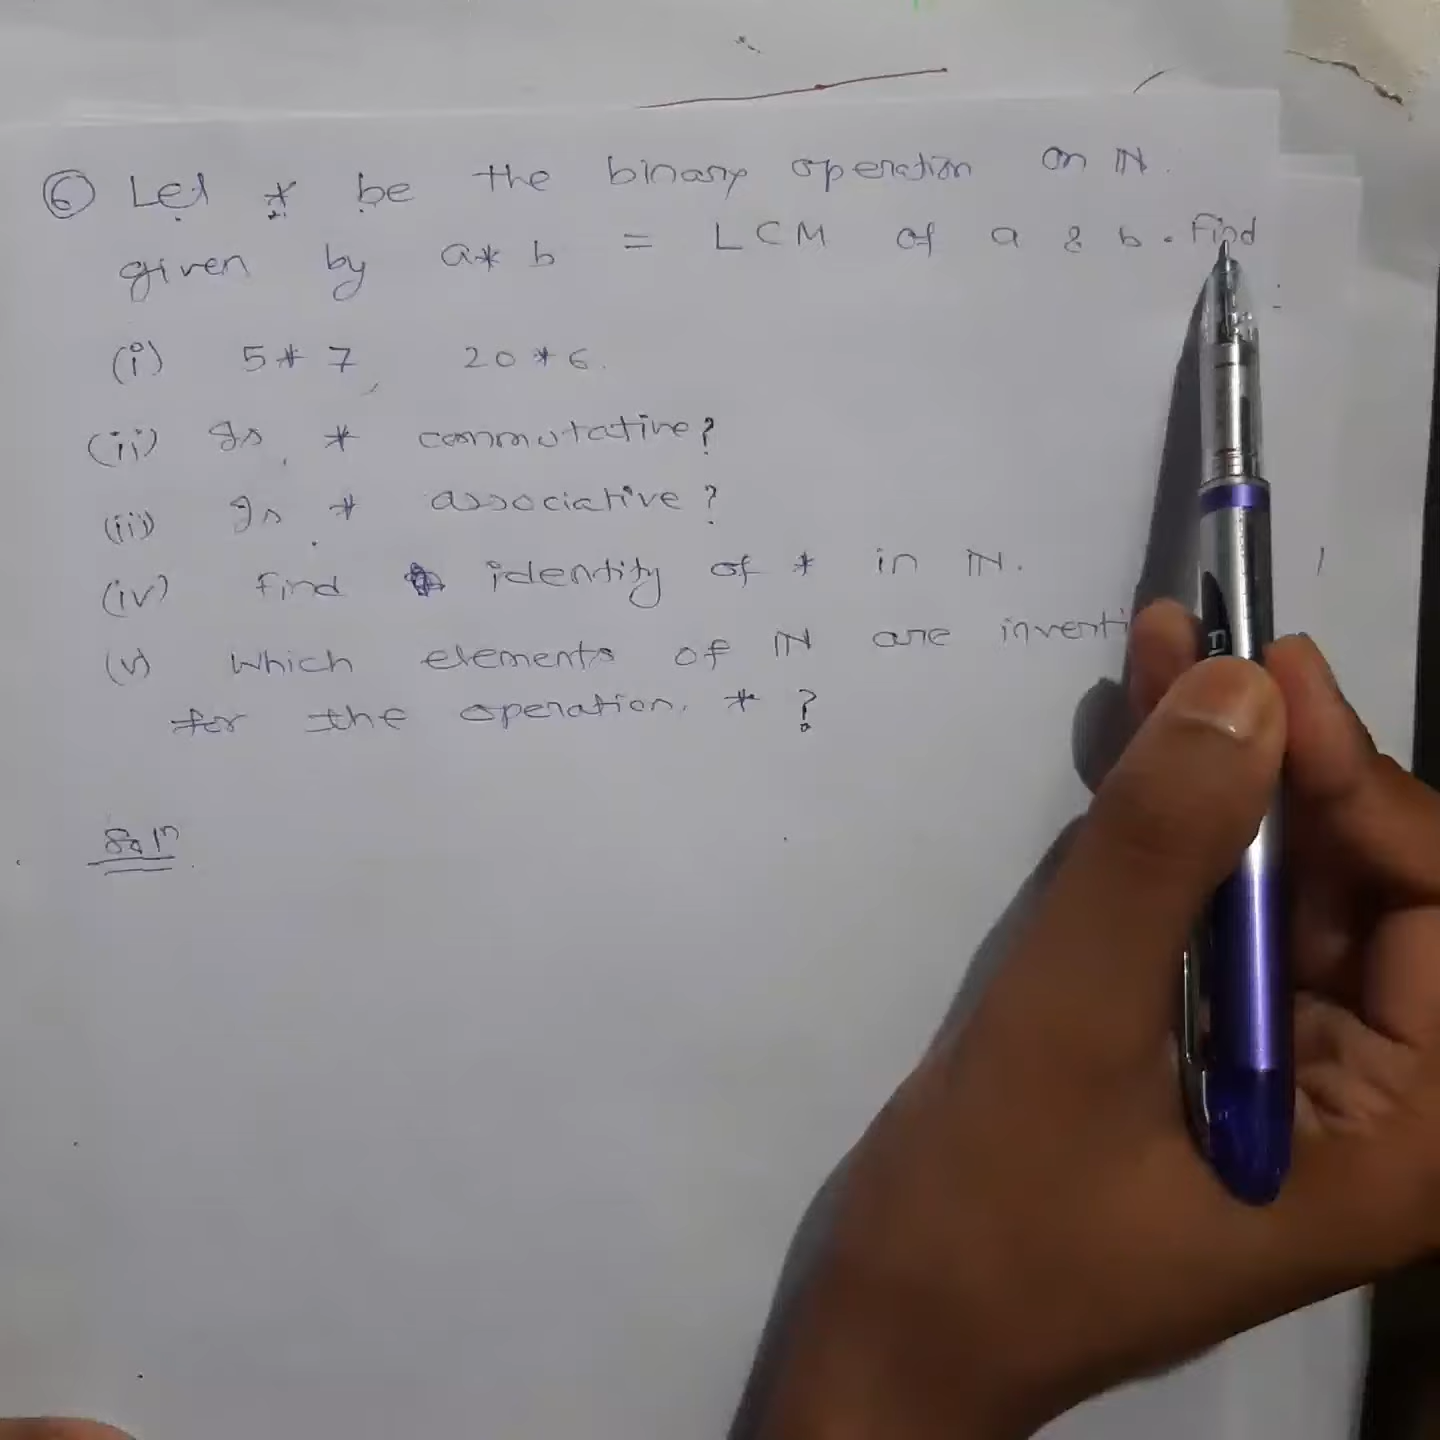 ⑥ Let * be the binary operation on ℕ.
given by a * b = LCM of a & b. Find
(i) 5 * 7, 20 * 6.
(ii) Is * commutative?
(iii) Is * associative?
(iv) Find identity of * in ℕ.
(v) Which elements of ℕ are inverti
for the operation * ?
Solⁿ